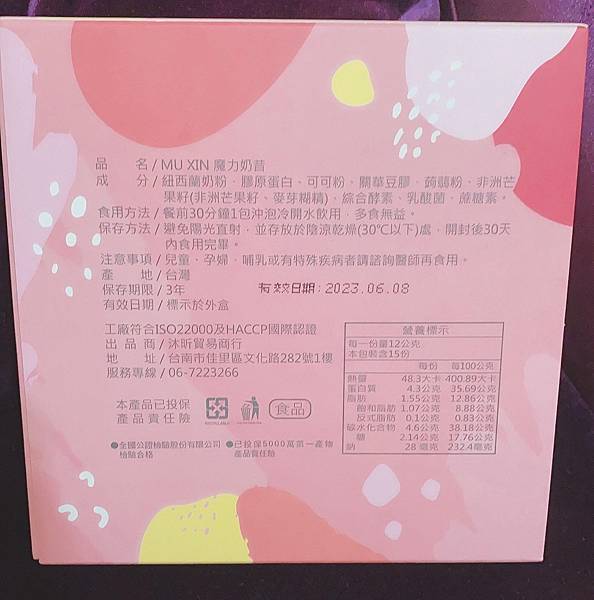 品 名 / MU XIN 魔力奶昔
成 分 / 紐西蘭奶粉、膠原蛋白、可可粉、關華豆膠、蒟蒻粉、非洲芒
果籽(非洲芒果籽、麥芽糊精)、綜合酵素、乳酸菌、蔗糖素。
食用方法 / 餐前30分鐘1包沖泡冷開水飲用，多食無益。
保存方法 / 避免陽光直射，並存放於陰涼乾燥(30℃以下)處，開封後30天
內食用完畢。
注意事項 / 兒童、孕婦、哺乳或有特殊疾病者請諮詢醫師再食用。
產 地 / 台灣
保存期限 / 3年
有效日期: 2023.06.08
有效日期 / 標示於外盒
工廠符合ISO22000及HACCP國際認證
出 品 商 / 沐昕貿易商行
地 址 / 台南市佳里區文化路282號1樓
服務專線 / 06-7223266
本產品已投保
產品責任險
食品
●全國公證檢驗股份有限公司
檢驗合格
●已投保5000萬第一產物
產品責任險
營養標示
每一份量12公克
本包裝含15份
每份 每100公克
熱量 48.3大卡 400.89大卡
蛋白質 4.3公克 35.69公克
脂肪 1.55公克 12.86公克
飽和脂肪 1.07公克 8.88公克
反式脂肪 0.1公克 0.83公克
碳水化合物 4.6公克 38.18公克
糖 2.14公克 17.76公克
鈉 28 毫克 232.4毫克